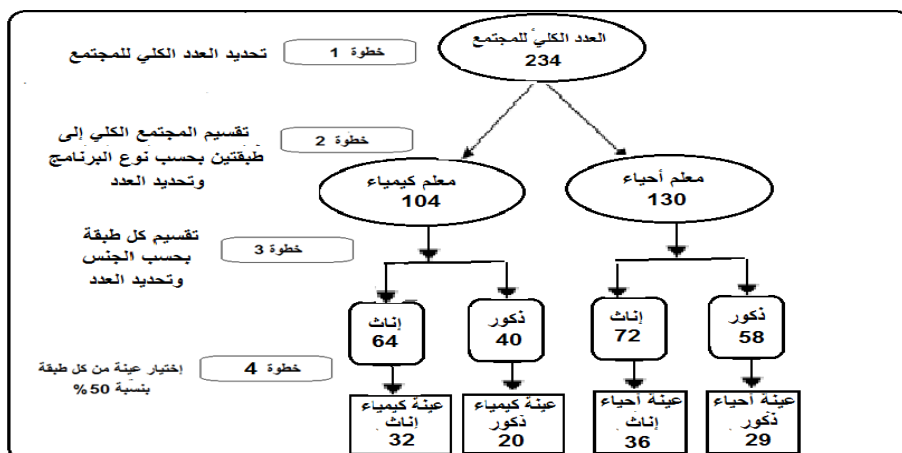 العدد الكليّ للمجتمع
234
خطوة 1
تحديد العدد الكلي للمجتمع
خطوة 2
تقسيم المجتمع الكلي إلى
طبقتين بحسب نوع البرنامج
وتحديد العدد
معلم أحياء
130
معلم كيمياء
104
خطوة 3
تقسيم كل طبقة
بحسب الجنس
وتحديد العدد
ذكور
58
إناث
72
ذكور
40
إناث
64
خطوة 4
إختيار عينة من كل طبقة
بنسبة 50%
عينة أحياء
ذكور
29
عينة أحياء
إناث
36
عينة كيمياء
ذكور
20
عينة كيمياء
إناث
32